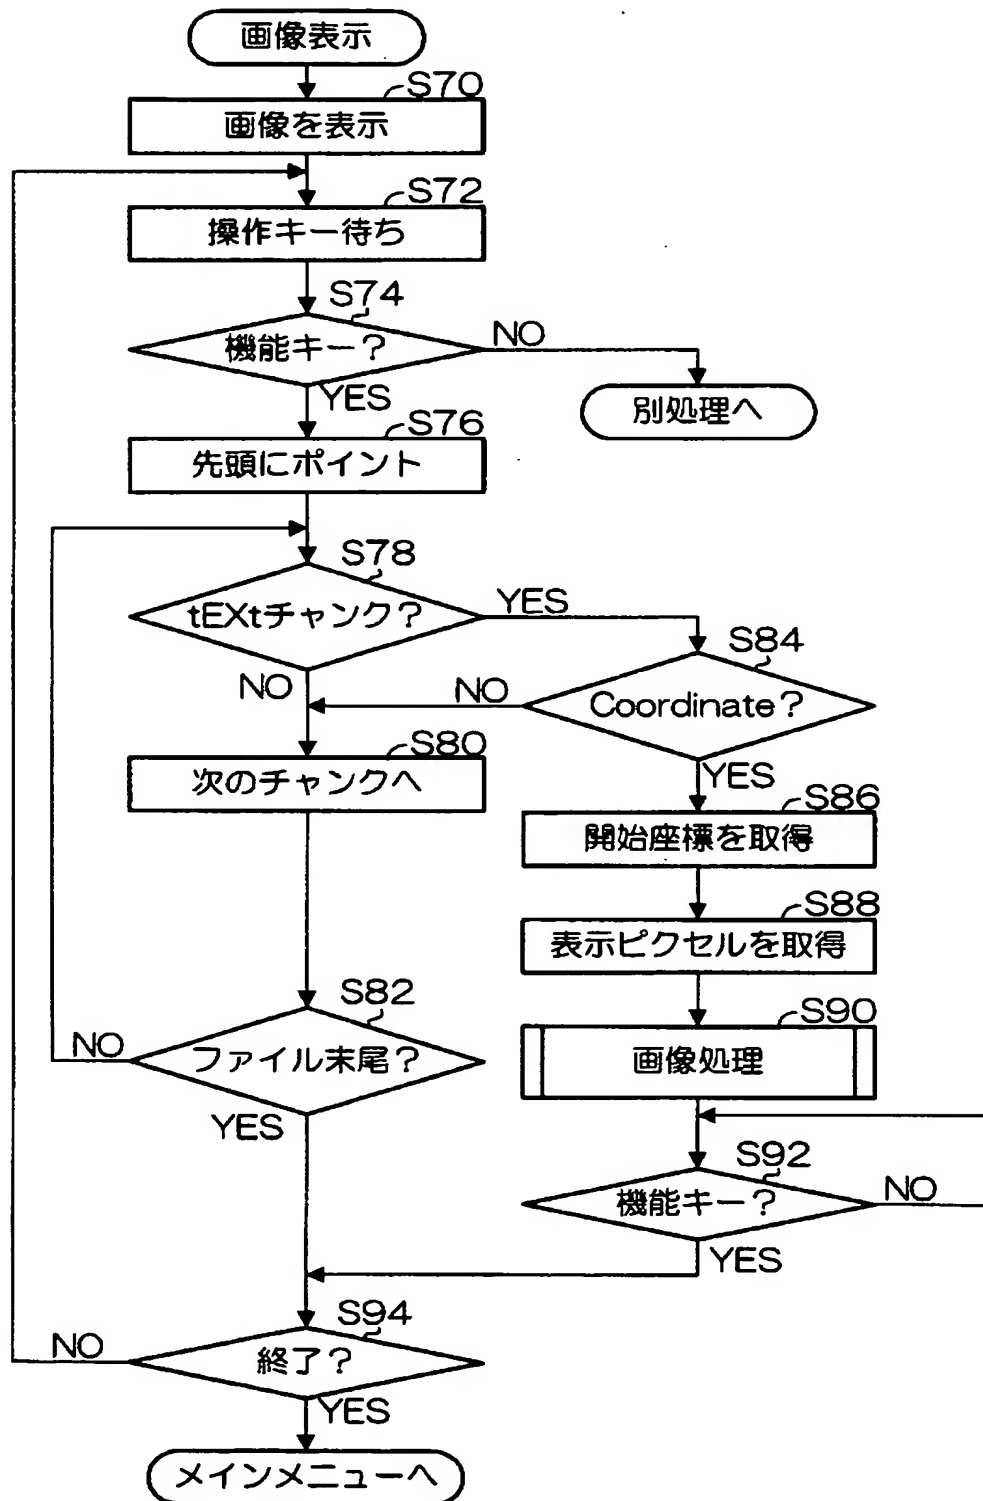 画像表示
S70
画像を表示
S72
操作キー待ち
S74
機能キー?
NO
YES
別処理へ
S76
先頭にポイント
S78
tEXtチャンク?
YES
NO
S84
Coordinate?
NO
YES
S80
次のチャンクへ
S86
開始座標を取得
S88
表示ピクセルを取得
S82
ファイル末尾?
NO
YES
S90
画像処理
S92
機能キー?
NO
YES
S94
終了?
NO
YES
メインメニューへ